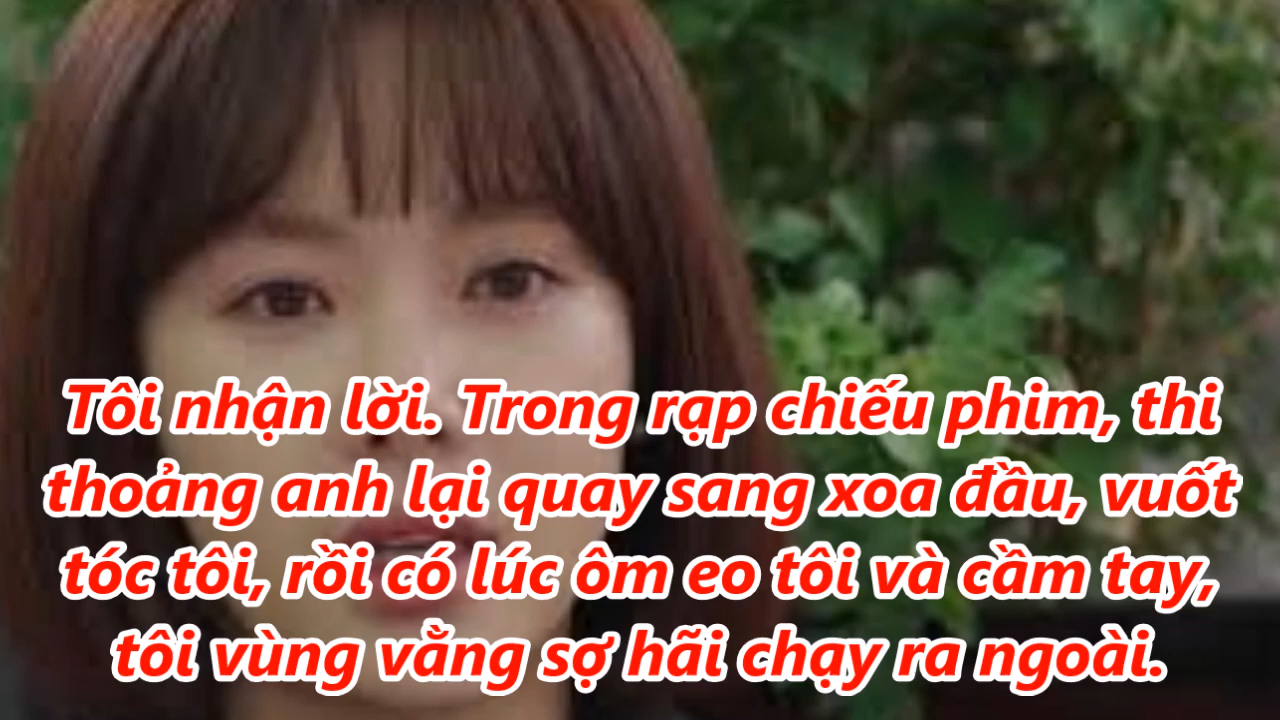 Tôi nhận lời. Trong rạp chiếu phim, thi
thoảng anh lại quay sang xoa đầu, vuốt
tóc tôi, rồi có lúc ôm eo tôi và cầm tay,
tôi vùng vằng sợ hãi chạy ra ngoài.